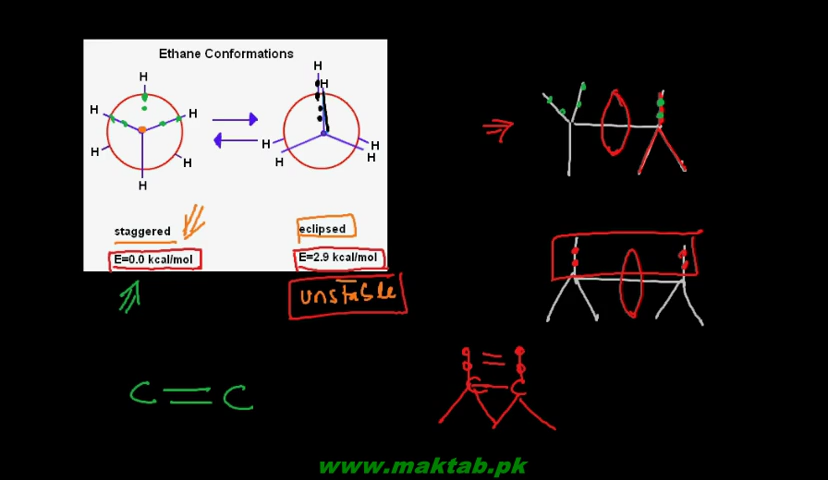 Ethane Conformations
H
H
H
H
H
H
H
H
H
H
H
H
staggered
eclipsed
E=0.0 kcal/mol
E=2.9 kcal/mol
unstable
C = C
C = C
www.maktab.pk